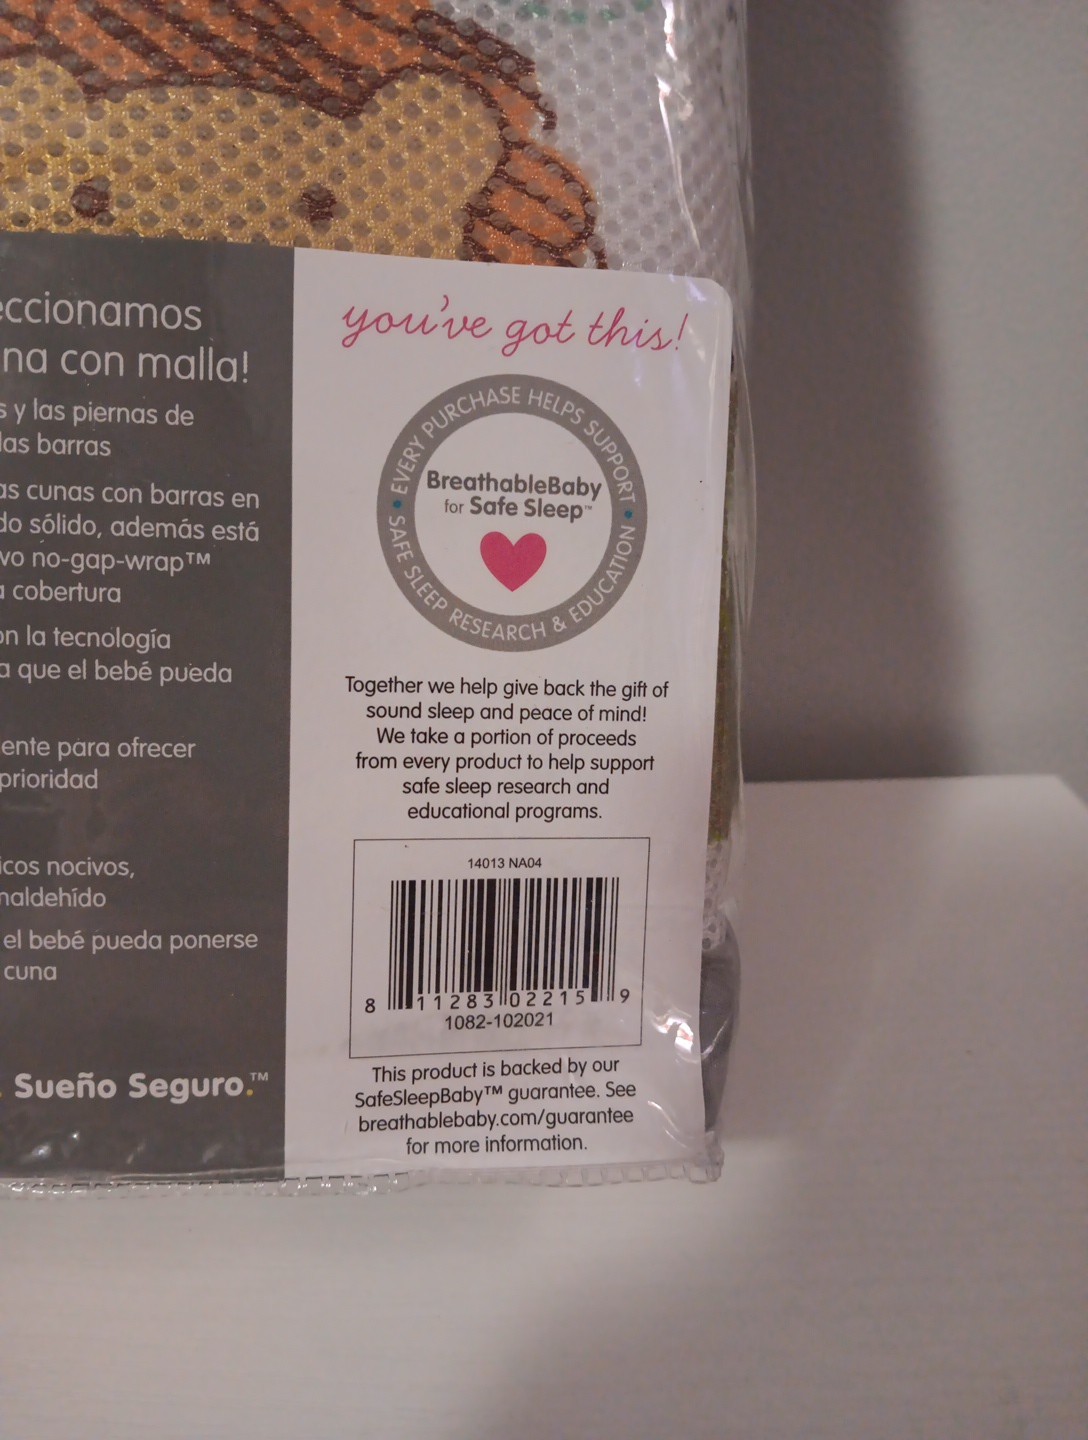 eccionamos
na con malla!
s y las piernas de
las barras
as cunas con barras en
do sólido, además está
vo no-gap-wrap™
a cobertura
on la tecnología
a que el bebé pueda
ente para ofrecer
prioridad
icos nocivos,
naldehído
el bebé pueda ponerse
cuna
. Sueño Seguro.™
you've got this!
EVERY PURCHASE HELPS SUPPORT
• SAFE SLEEP RESEARCH & EDUCATION •
BreathableBaby
for Safe Sleep™
Together we help give back the gift of
sound sleep and peace of mind!
We take a portion of proceeds
from every product to help support
safe sleep research and
educational programs.
14013 NA04
8 11283 02215 9
1082-102021
This product is backed by our
SafeSleepBaby™ guarantee. See
breathablebaby.com/guarantee
for more information.